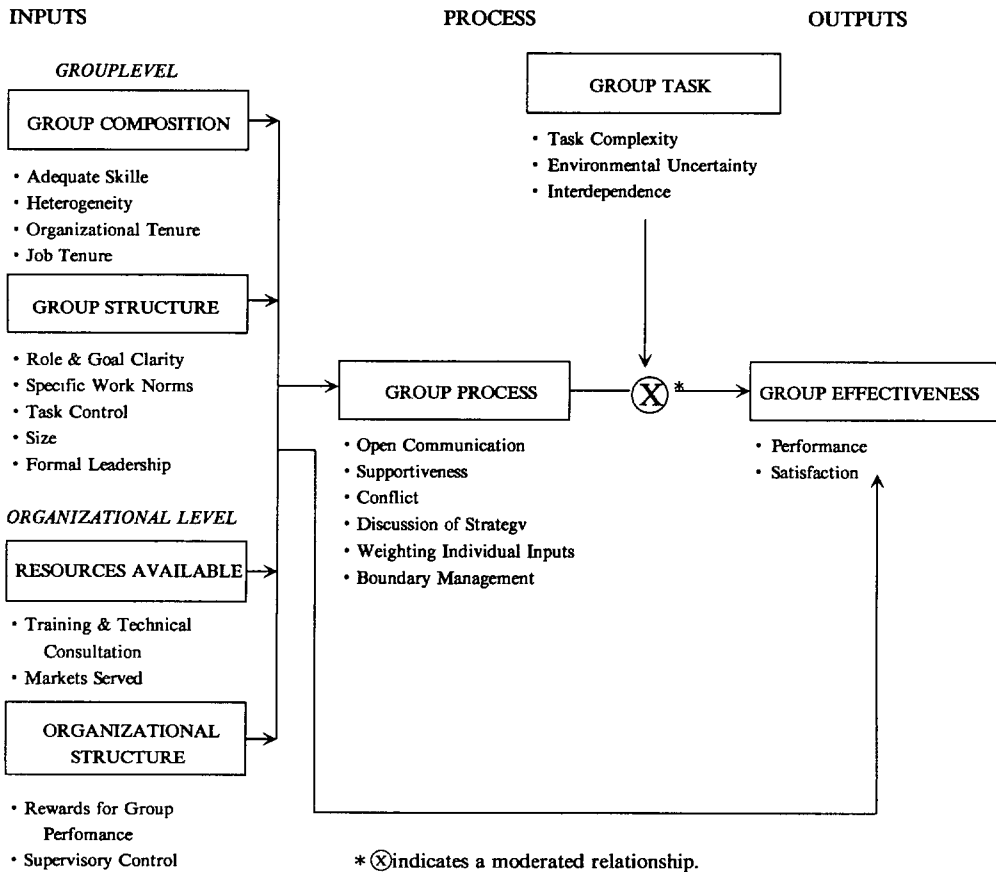 INPUTS
PROCESS
OUTPUTS
GROUPLEVEL
GROUP COMPOSITION
• Adequate Skille
• Heterogeneity
• Organizational Tenure
• Job Tenure
GROUP STRUCTURE
• Role & Goal Clarity
• Specific Work Norms
• Task Control
• Size
• Formal Leadership
ORGANIZATIONAL LEVEL
RESOURCES AVAILABLE
• Training & Technical
Consultation
• Markets Served
ORGANIZATIONAL
STRUCTURE
• Rewards for Group
Perfomance
• Supervisory Control
GROUP TASK
• Task Complexity
• Environmental Uncertainty
• Interdependence
GROUP PROCESS
• Open Communication
• Supportiveness
• Conflict
• Discussion of Strategv
• Weighting Individual Inputs
• Boundary Management
X *
GROUP EFFECTIVENESS
• Performance
• Satisfaction
* Ⓧindicates a moderated relationship.